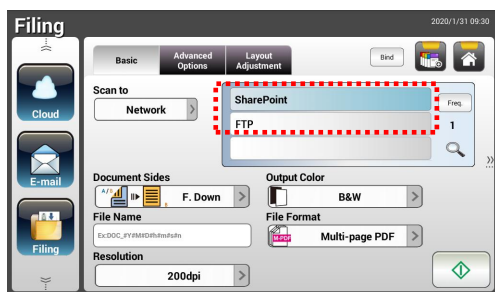 Filing
2020/1/31 09:30
Basic
Advanced
Options
Layout
Adjustment
Bind
Scan to
Network
SharePoint
FTP
Freq.
1
Cloud
E-mail
Filing
Document Sides
F. Down
Output Color
B&W
File Name
Ex:DOC_#Y#M#D#h#m#s#n
File Format
M-PDF
Multi-page PDF
Resolution
200dpi